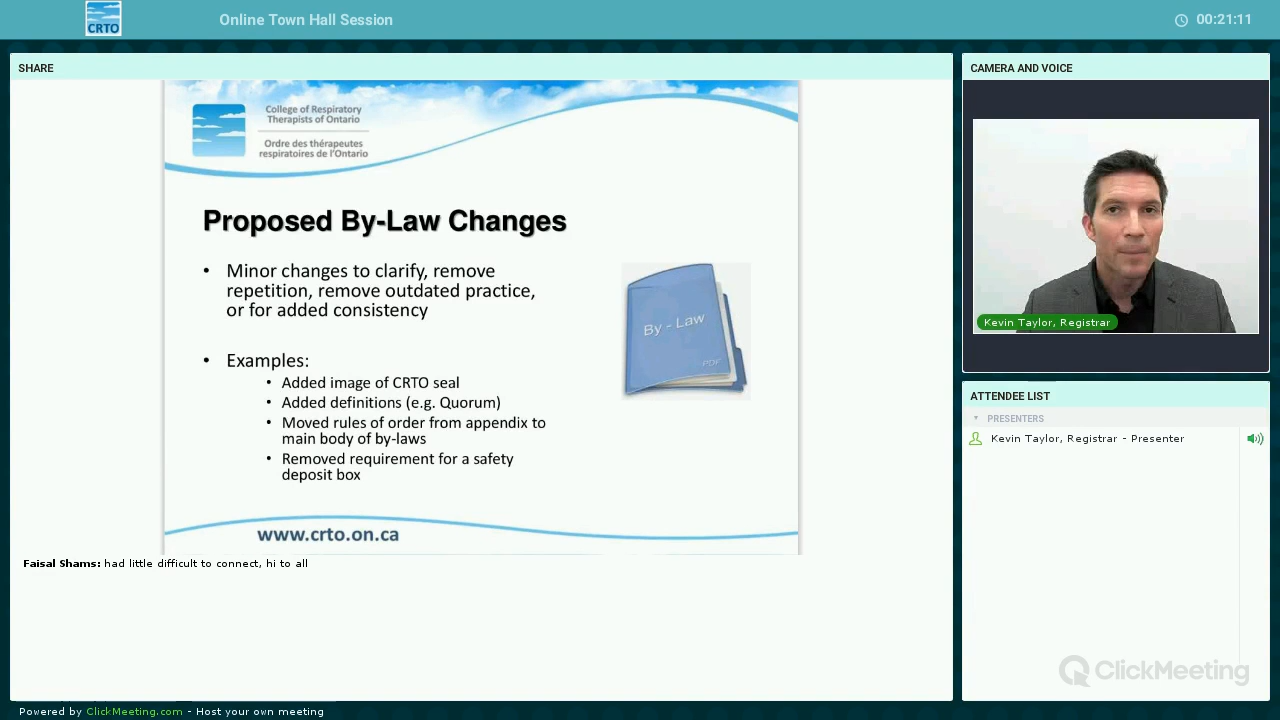 CRTO
Online Town Hall Session
00:21:11
SHARE
College of Respiratory
Therapists of Ontario
Ordre des thérapeutes
respiratoires de l'Ontario
Proposed By-Law Changes
• Minor changes to clarify, remove
repetition, remove outdated practice,
or for added consistency
• Examples:
• Added image of CRTO seal
• Added definitions (e.g. Quorum)
• Moved rules of order from appendix to
main body of by-laws
• Removed requirement for a safety
deposit box
By - Law
PDF
www.crto.on.ca
Faisal Shams: had little difficult to connect, hi to all
CAMERA AND VOICE
Kevin Taylor, Registrar
ATTENDEE LIST
PRESENTERS
Kevin Taylor, Registrar - Presenter
ClickMeeting
Powered by ClickMeeting.com - Host your own meeting